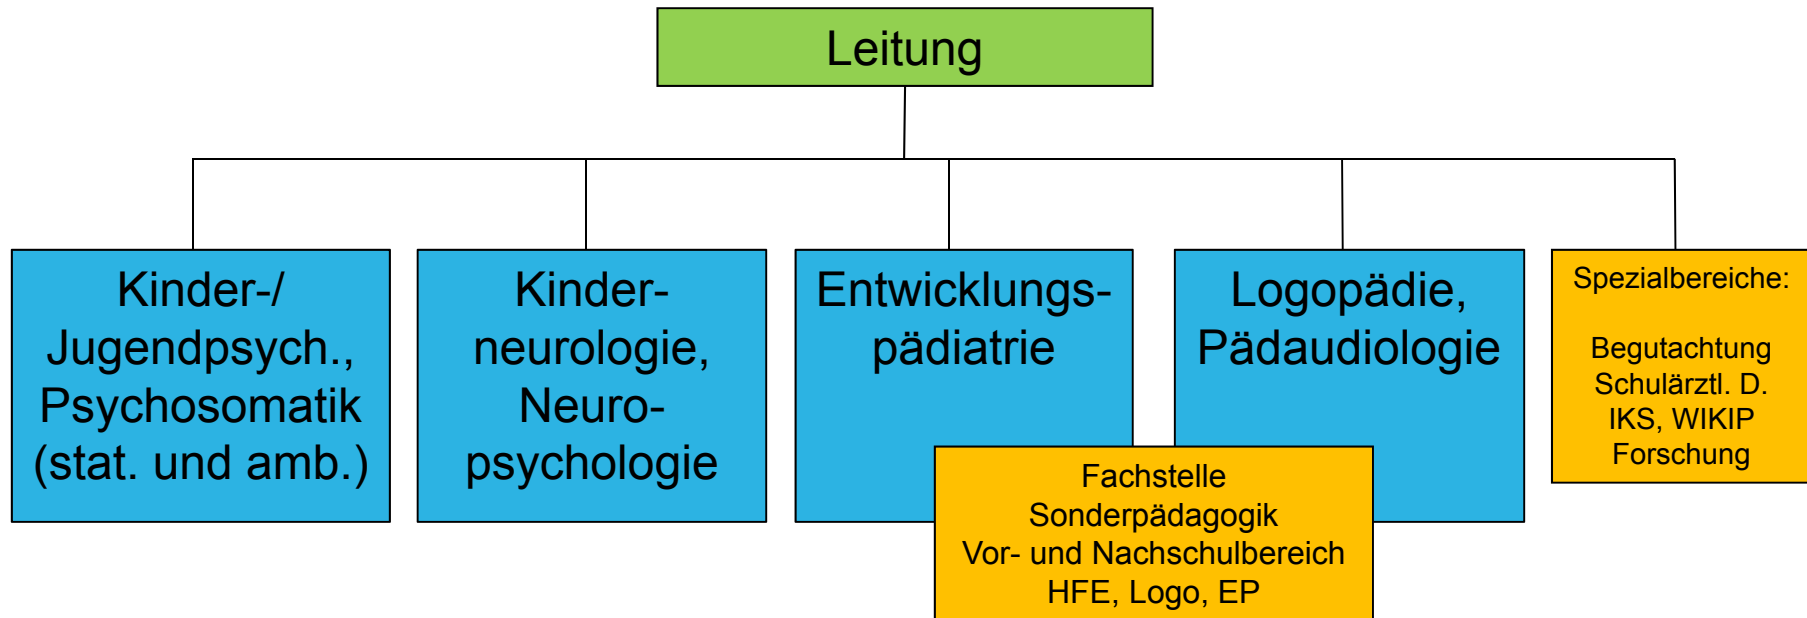 Leitung
Kinder-/
Jugendpsych.,
Psychosomatik
(stat. und amb.)
Kinder-
neurologie,
Neuro-
psychologie
Entwicklungs-
pädiatrie
Logopädie,
Pädaudiologie
Spezialbereiche:
Begutachtung
Schulärztl. D.
IKS, WIKIP
Forschung
Fachstelle
Sonderpädagogik
Vor- und Nachschulbereich
HFE, Logo, EP